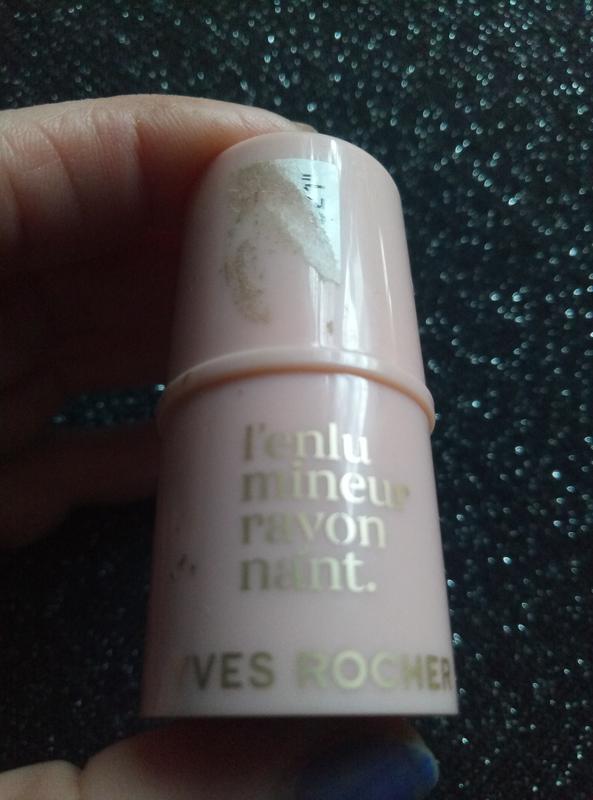 l'enlu
mineur
rayon
nant.
YVES ROCHER